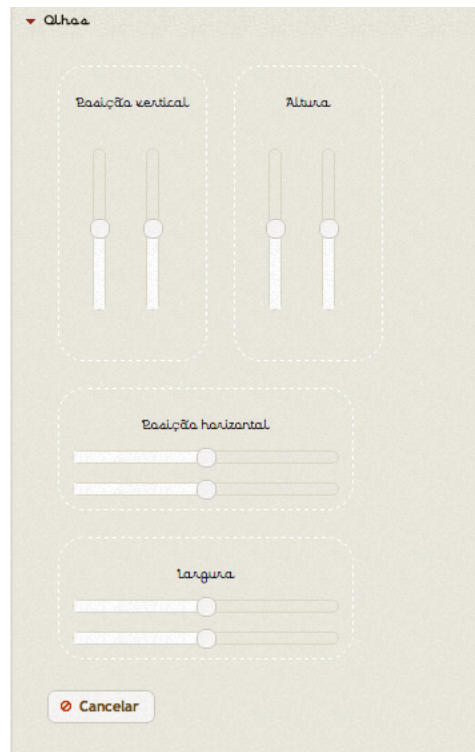 Olhos
Posição vertical
Altura
Posição horizontal
Largura
Cancelar